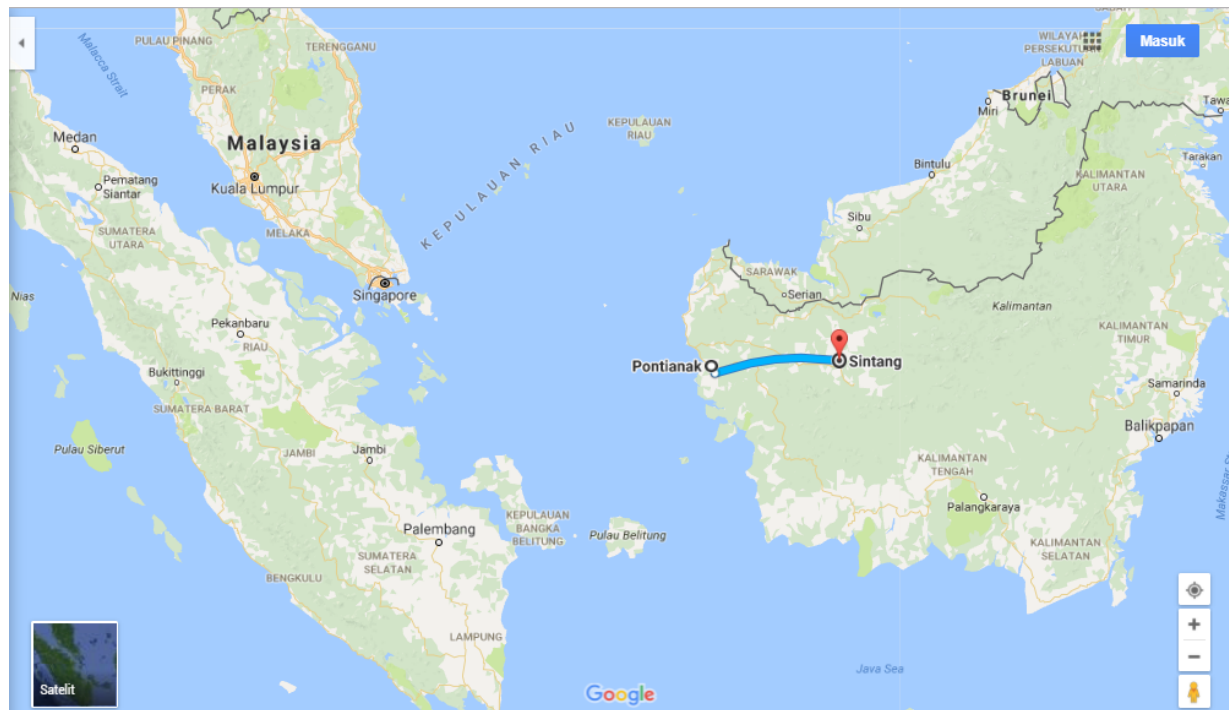 PULAU PINANG
TERENGGANU
Malacca Strait
PERAK
Medan
Malaysia
Pematang
Siantar
Kuala Lumpur
KEPULAUAN RIAU
KEPULAUAN
RIAU
SUMATERA
UTARA
MELAKA
Singapore
Nias
Pekanbaru
RIAU
Bukittinggi
SUMATERA BARAT
Pulau Siberut
JAMBI
Jambi
KEPULAUAN
BANGKA
BELITUNG
Pulau Belitung
Palembang
SUMATERA
SELATAN
BENGKULU
LAMPUNG
SABAH
WILAYAH
PERSEKUTUAN
LABUAN
Masuk
Brunei
Miri
Tawa
Bintulu
Tarakan
KALIMANTAN
UTARA
Sibu
SARAWAK
Serian
Kalimantan
KALIMANTAN
TIMUR
Pontianak
Sintang
Samarinda
Balikpapan
KALIMANTAN
TENGAH
Palangkaraya
Makassar
KALIMANTAN
SELATAN
Java Sea
Satelit
Google